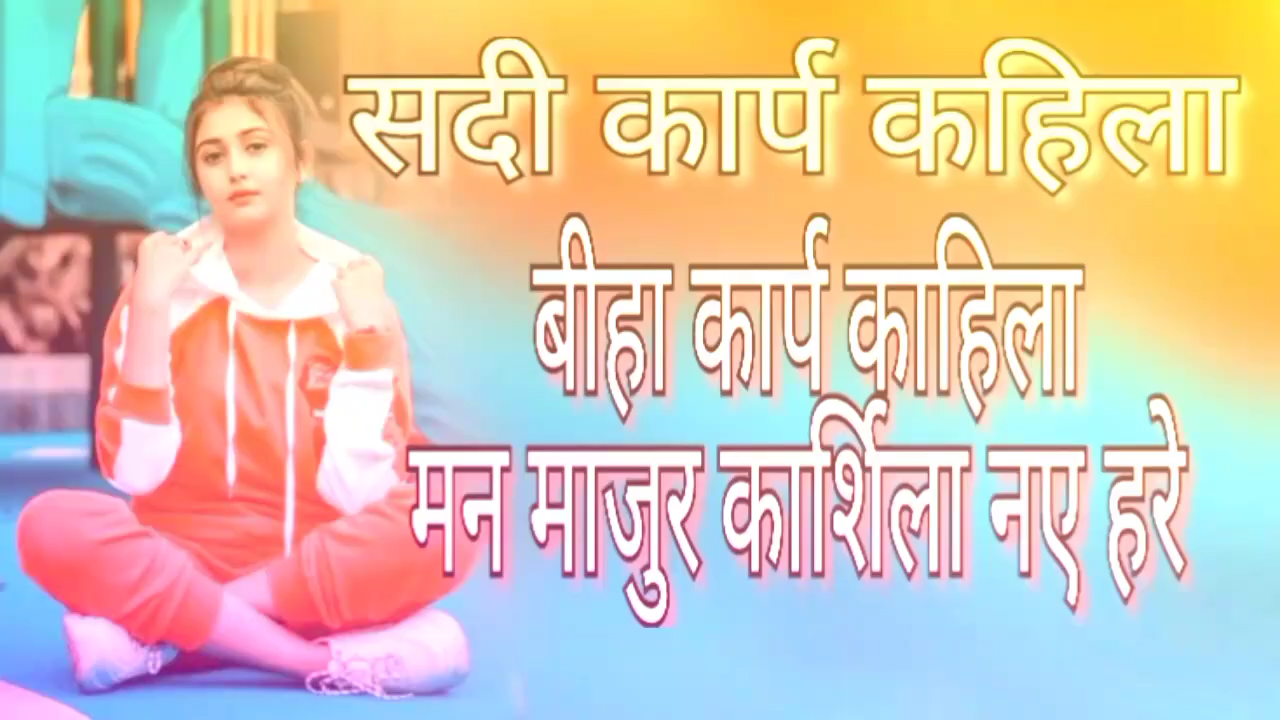 सदी कार्प कहिला
बीहा कार्प काहिला
मन माजुर कार्शिला नए हरे